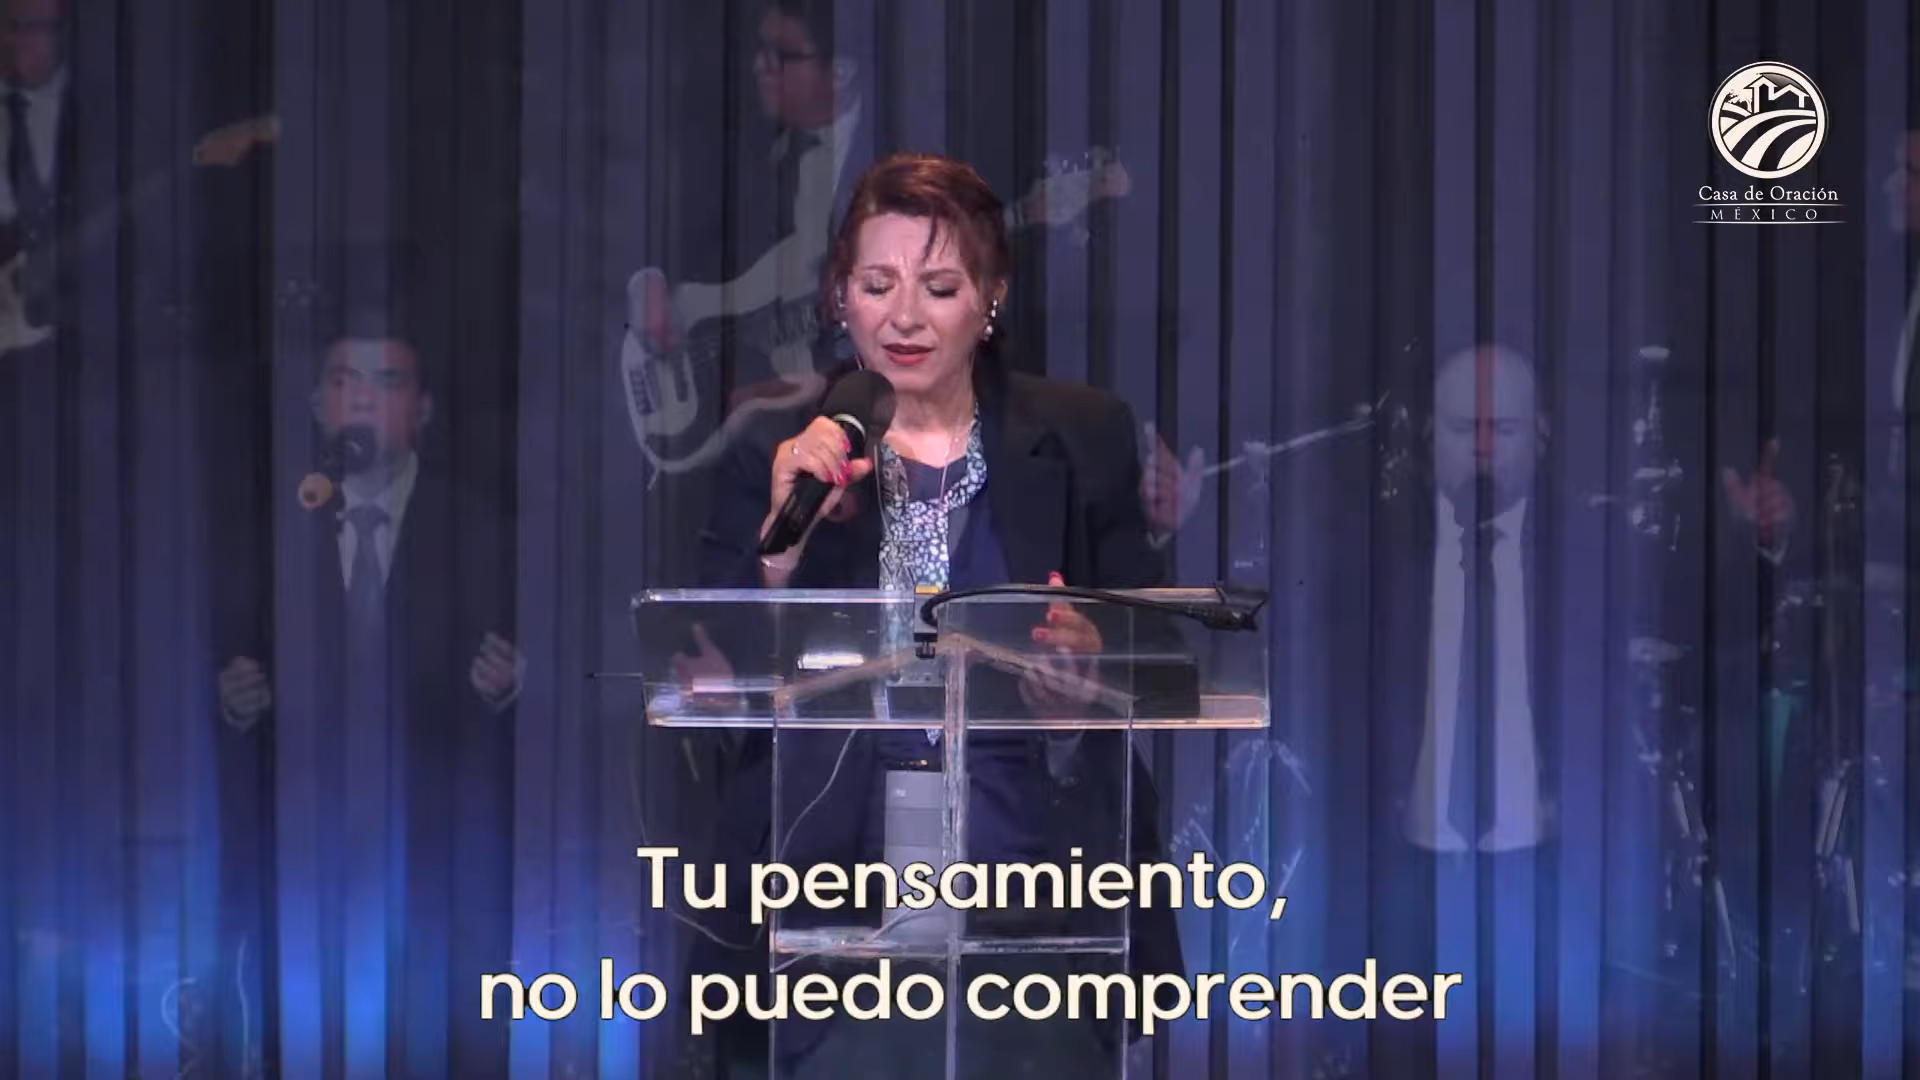 Casa de Oración
MÉXICO
Tu pensamiento,
no lo puedo comprender